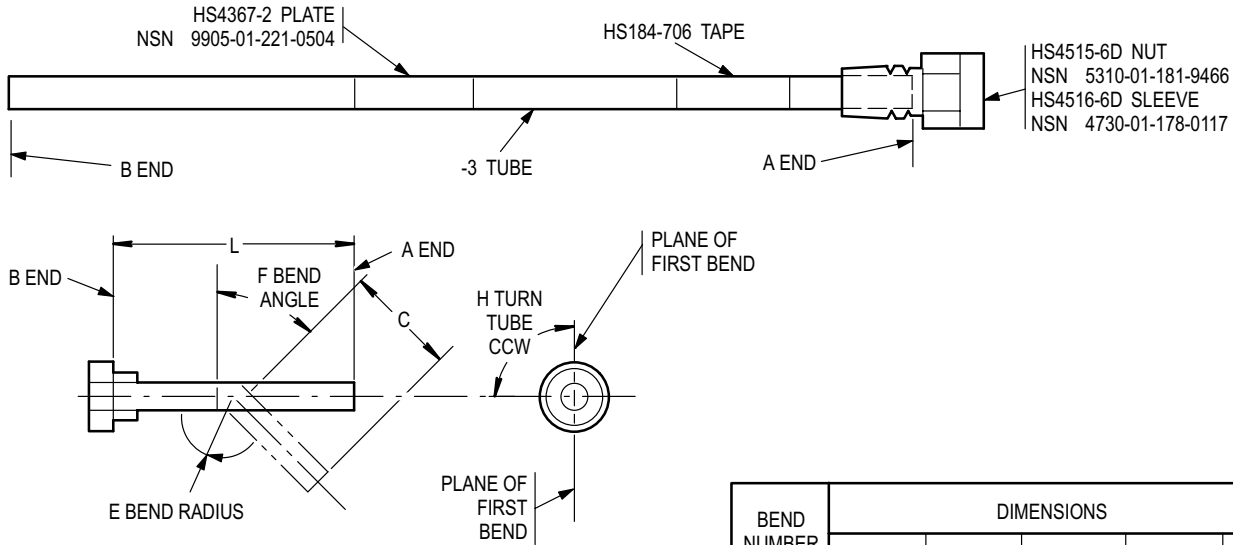 HS4367-2 PLATE
NSN 9905-01-221-0504
HS184-706 TAPE
HS4515-6D NUT
NSN 5310-01-181-9466
HS4516-6D SLEEVE
NSN 4730-01-178-0117
B END
-3 TUBE
A END
L
A END
B END
F BEND
ANGLE
C
H TURN
TUBE
CCW
PLANE OF
FIRST BEND
E BEND RADIUS
PLANE OF
FIRST
BEND
BEND
NUMBER
DIMENSIONS